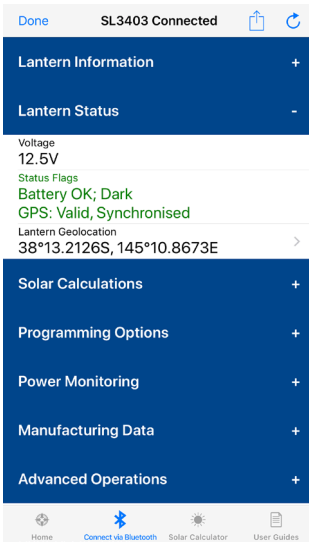 Done SL3403 Connected
Lantern Information +
Lantern Status -
Voltage
12.5V
Status Flags
Battery OK; Dark
GPS: Valid, Synchronised
Lantern Geolocation
38°13.2126S, 145°10.8673E
Solar Calculations +
Programming Options +
Power Monitoring +
Manufacturing Data +
Advanced Operations +
Home Connect via Bluetooth Solar Calculator User Guides